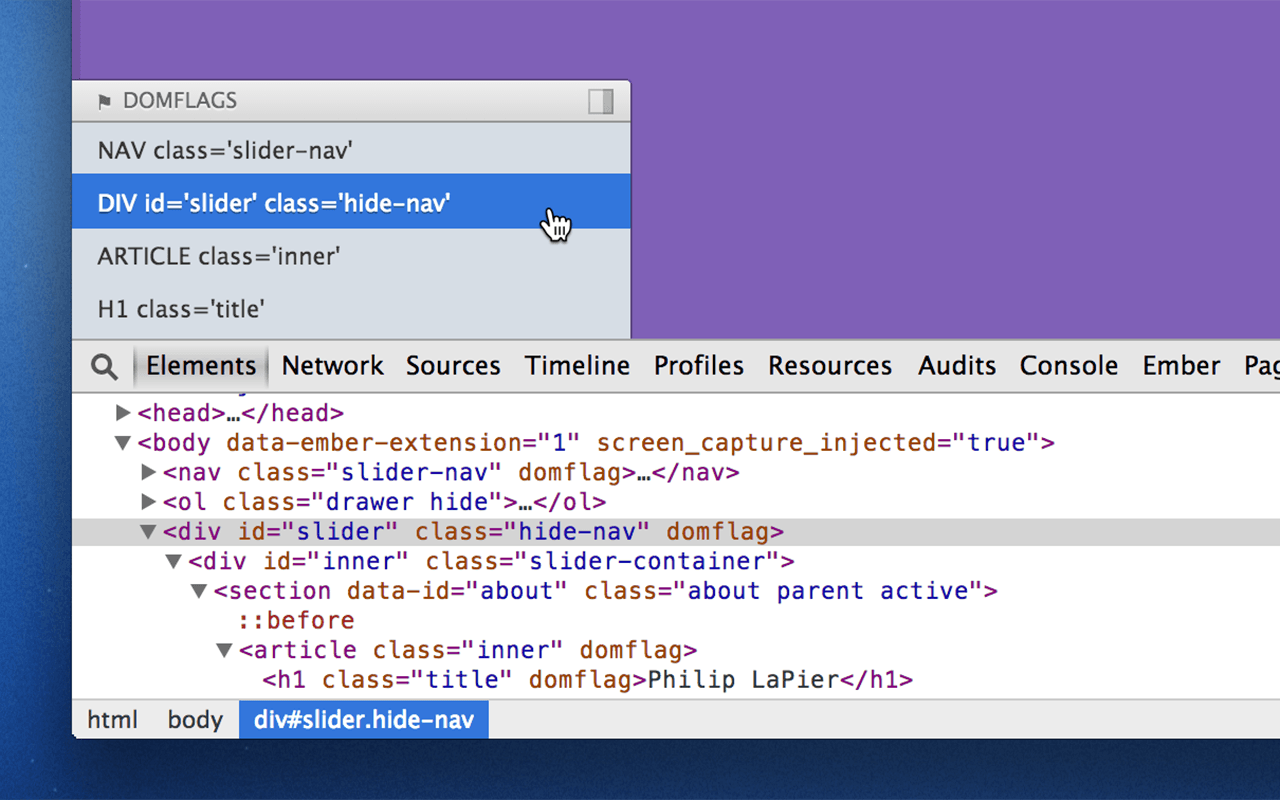 DOMFLAGS
NAV class='slider-nav'
DIV id='slider' class='hide-nav'
ARTICLE class='inner'
H1 class='title'
Elements Network Sources Timeline Profiles Resources Audits Console Ember
▶<head>…</head>
▼<body data-ember-extension="1" screen_capture_injected="true">
▶<nav class="slider-nav" domflag>…</nav>
▶<ol class="drawer hide">…</ol>
▼<div id="slider" class="hide-nav" domflag>
▼<div id="inner" class="slider-container">
▼<section data-id="about" class="about parent active">
::before
▼<article class="inner" domflag>
<h1 class="title" domflag>Philip LaPier</h1>
html body div#slider.hide-nav